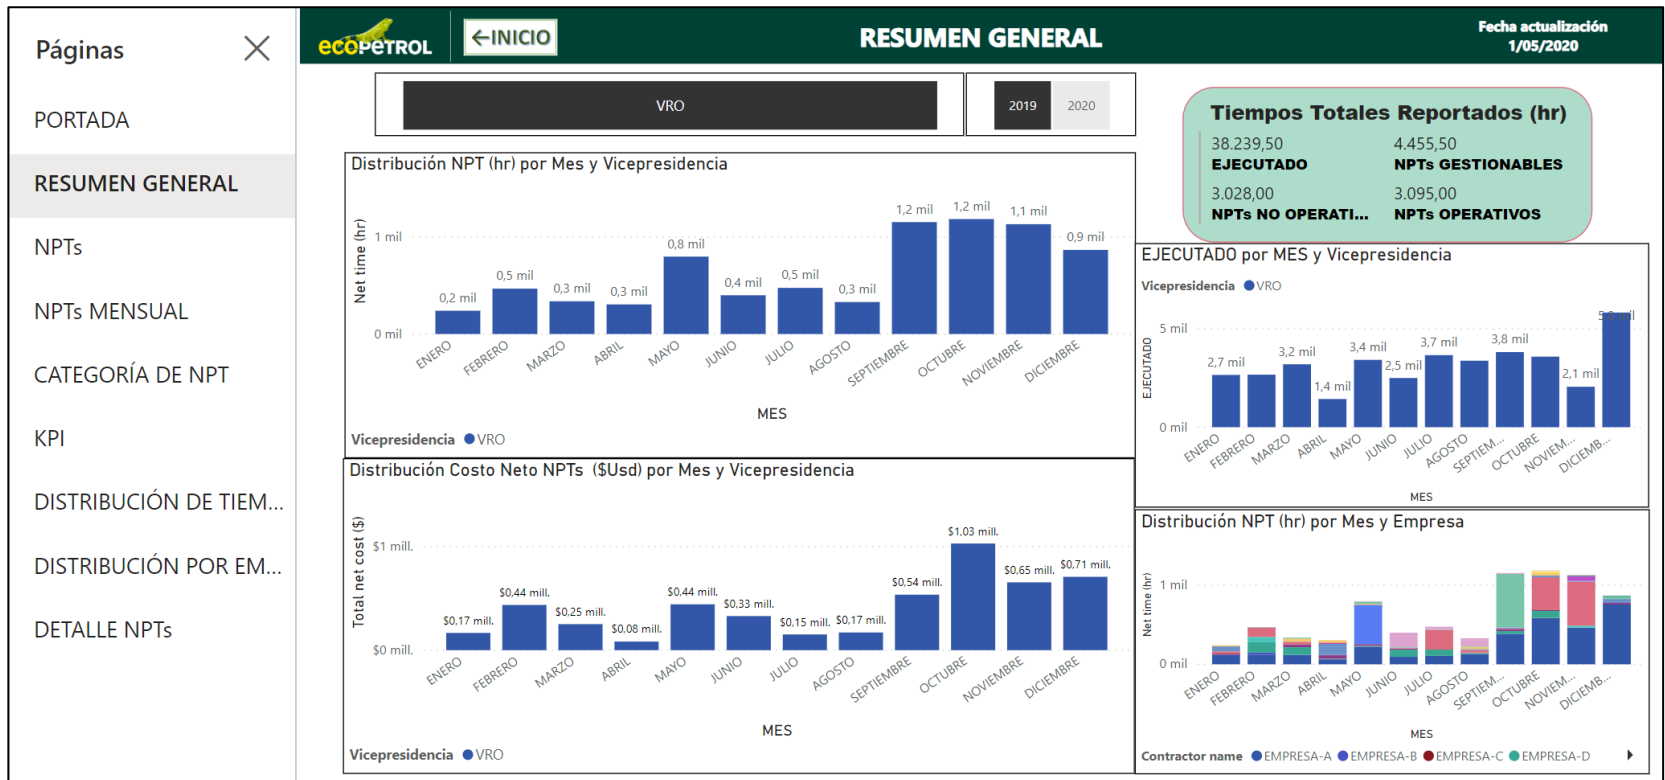 Páginas
PORTADA
RESUMEN GENERAL
NPTs
NPTs MENSUAL
CATEGORÍA DE NPT
KPI
DISTRIBUCIÓN DE TIEM...
DISTRIBUCIÓN POR EM...
DETALLE NPTs
ecoPETROL
←INICIO
RESUMEN GENERAL
Fecha actualización
1/05/2020
VRO
2019 2020
Tiempos Totales Reportados (hr)
38.239,50 4.455,50
EJECUTADO NPTs GESTIONABLES
3.028,00 3.095,00
NPTs NO OPERATI... NPTs OPERATIVOS
Distribución NPT (hr) por Mes y Vicepresidencia
Net time (hr)
1 mil
0 mil
0,2 mil 0,5 mil 0,3 mil 0,3 mil 0,8 mil 0,4 mil 0,5 mil 0,3 mil 1,2 mil 1,2 mil 1,1 mil 0,9 mil
ENERO FEBRERO MARZO ABRIL MAYO JUNIO JULIO AGOSTO SEPTIEMBRE OCTUBRE NOVIEMBRE DICIEMBRE
MES
Vicepresidencia VRO
EJECUTADO por MES y Vicepresidencia
Vicepresidencia VRO
EJECUTADO
5 mil
0 mil
2,7 mil 3,2 mil 1,4 mil 3,4 mil 2,5 mil 3,7 mil 3,8 mil 2,1 mil
ENERO FEBRERO MARZO ABRIL MAYO JUNIO JULIO AGOSTO SEPTIEM... OCTUBRE NOVIEM... DICIEMB...
MES
Distribución Costo Neto NPTs ($Usd) por Mes y Vicepresidencia
Total net cost ($)
$1 mill.
$0 mill.
$0,17 mill. $0,44 mill. $0,25 mill. $0,08 mill. $0,44 mill. $0,33 mill. $0,15 mill. $0,17 mill. $0,54 mill. $1,03 mill. $0,65 mill. $0,71 mill.
ENERO FEBRERO MARZO ABRIL MAYO JUNIO JULIO AGOSTO SEPTIEMBRE OCTUBRE NOVIEMBRE DICIEMBRE
MES
Vicepresidencia VRO
Distribución NPT (hr) por Mes y Empresa
Net time (hr)
1 mil
0 mil
ENERO FEBRERO MARZO ABRIL MAYO JUNIO JULIO AGOSTO SEPTIEM... OCTUBRE NOVIEM... DICIEMB...
MES
Contractor name EMPRESA-A EMPRESA-B EMPRESA-C EMPRESA-D